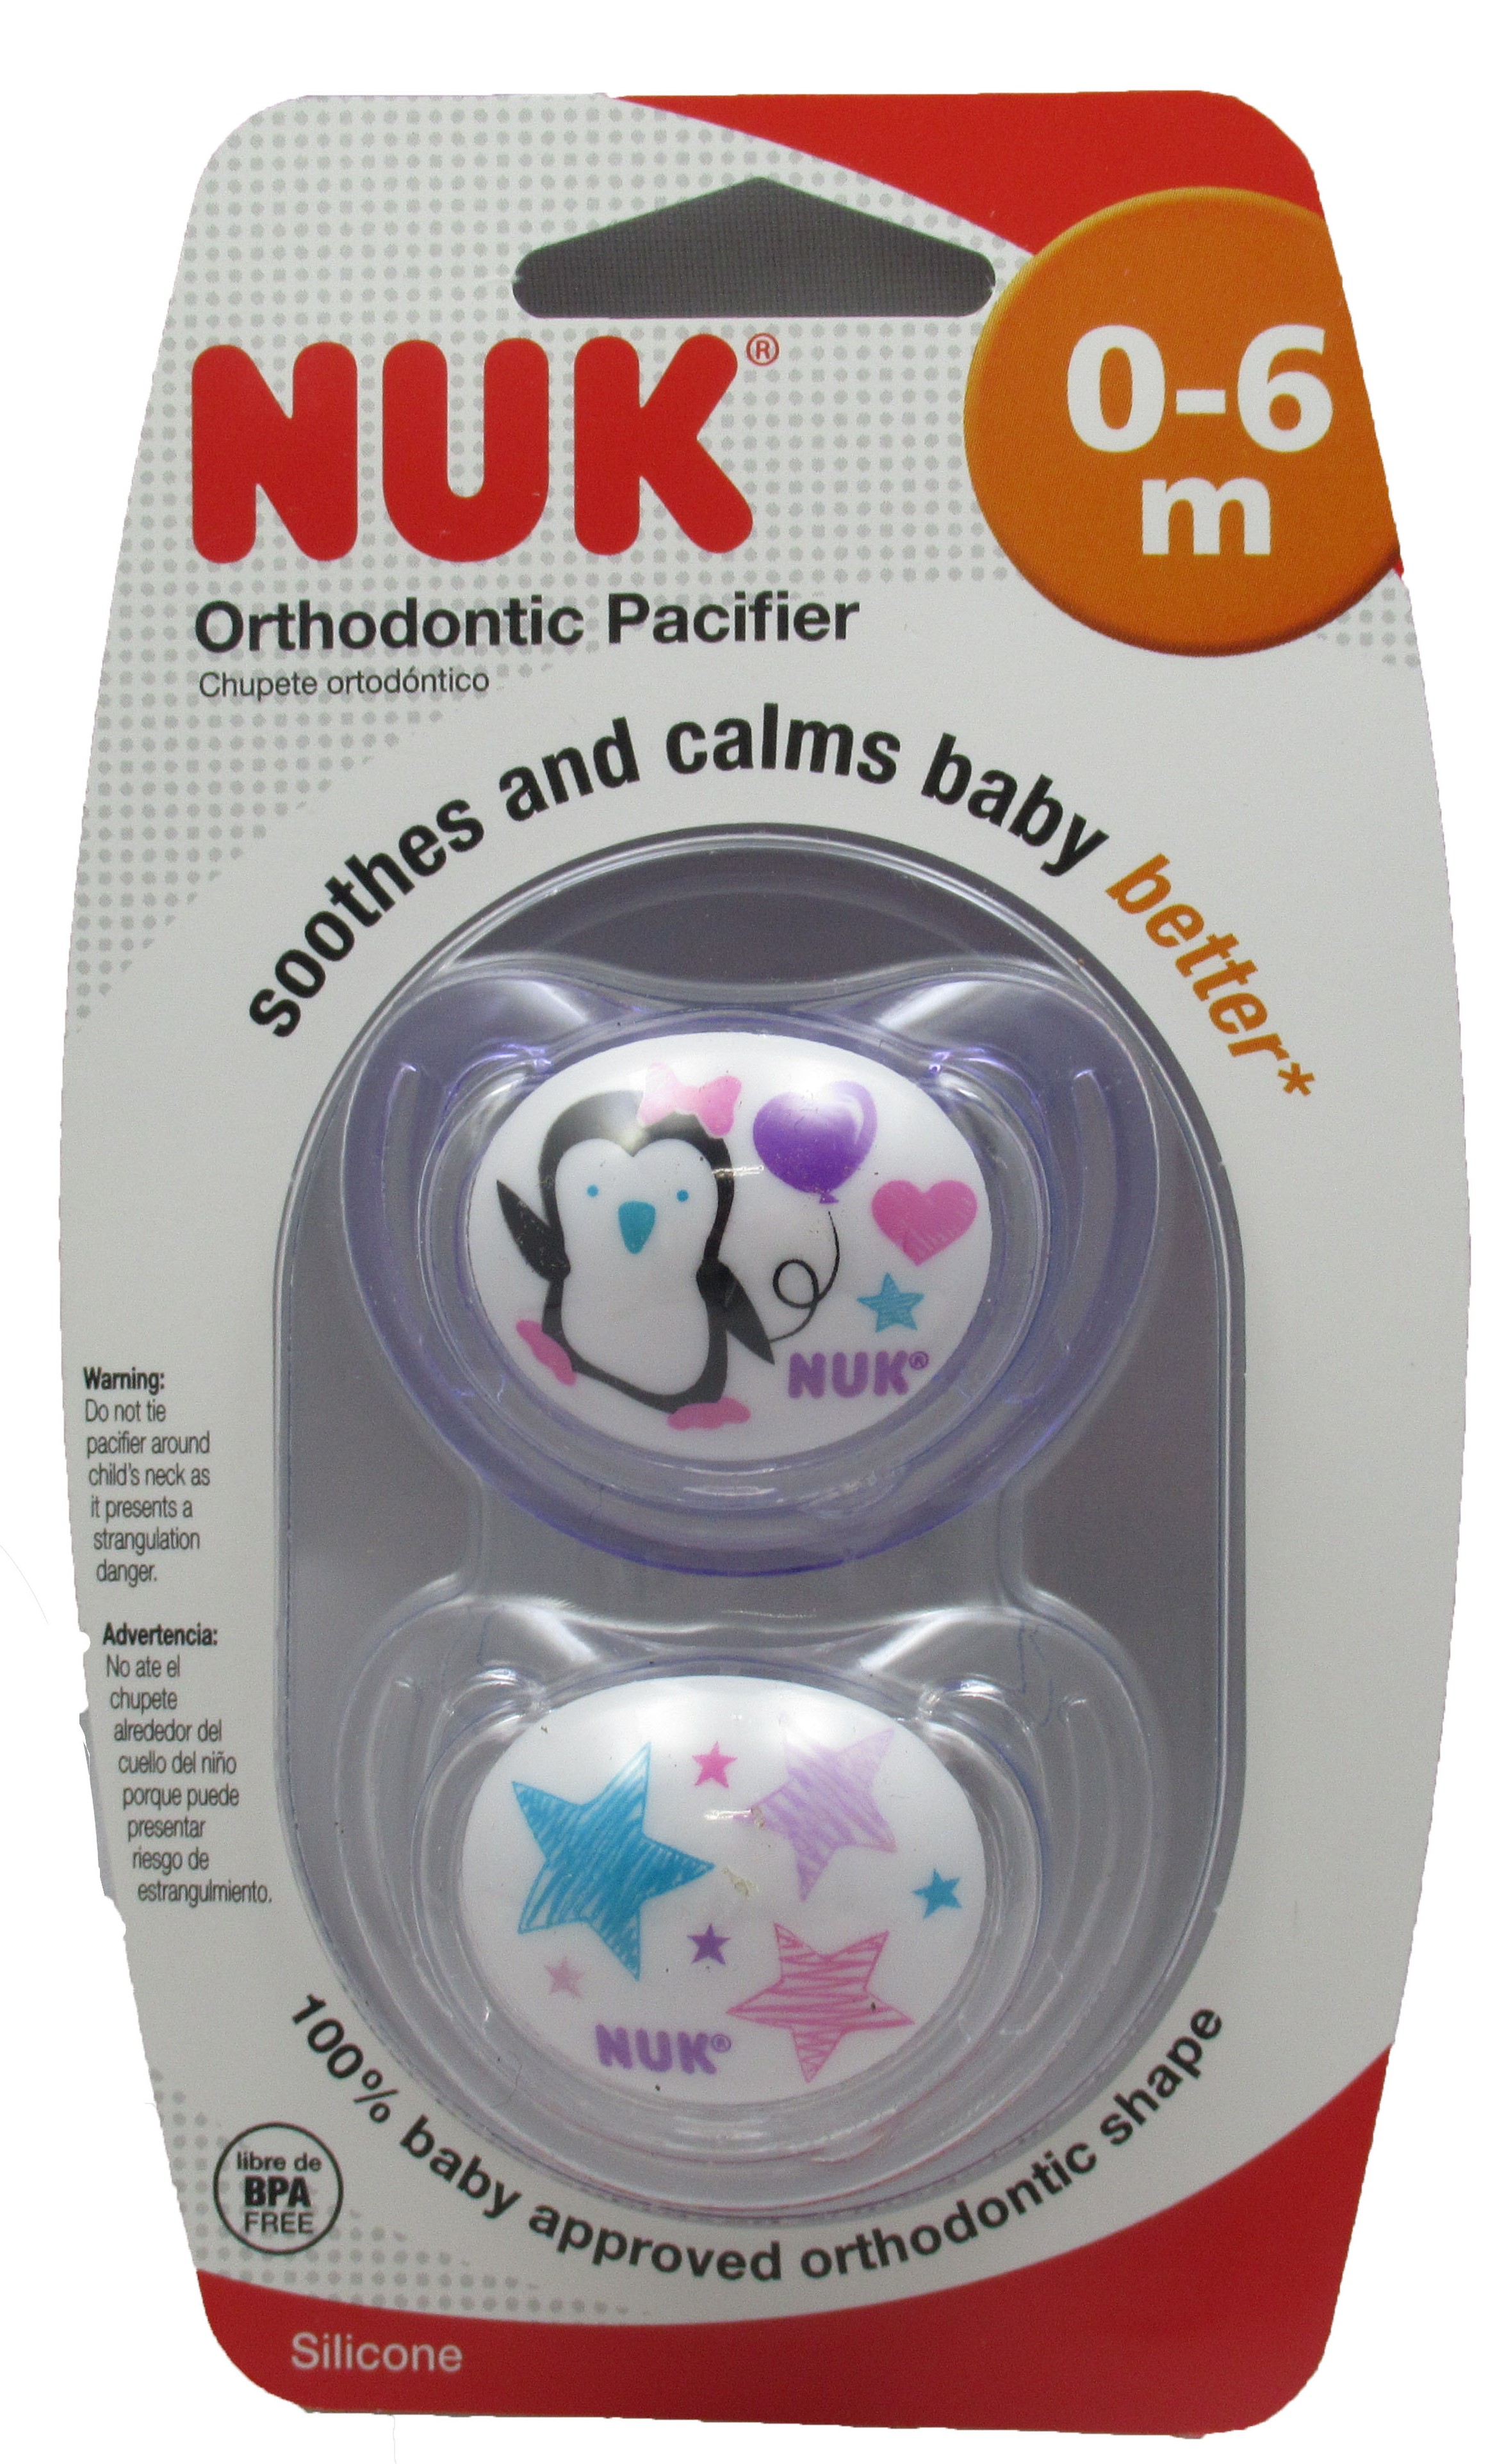 0-6
m
NUK®
Orthodontic Pacifier
Chupete ortodóntico
soothes and calms baby better*
NUK®
Warning:
Do not tie
pacifier around
child's neck as
it presents a
strangulation
danger.
Advertencia:
No ate el
chupete
alrededor del
cuello del niño
porque puede
presentar
riesgo de
estrangulmiento.
NUK®
100% baby approved orthodontic shape
libre de
BPA
FREE
Silicone